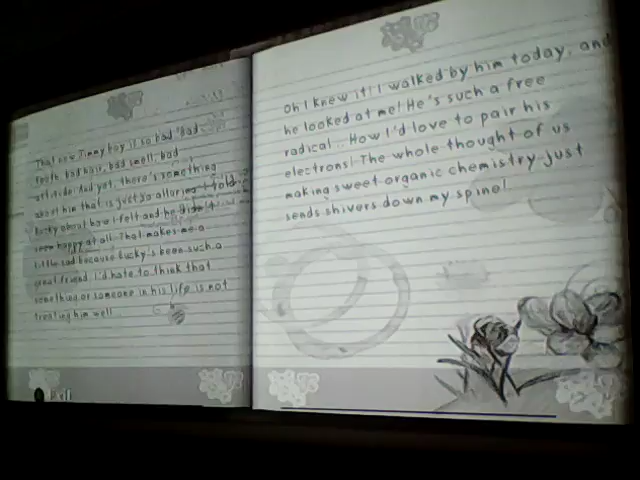 That new Jimmy boy is so bad. Bad
teeth, bad hair, bad smell, bad
attitude. And yet, there's something
about him that is just so alluring. I told
Bucky about how I felt and he didn't
seem happy at all. That makes me a
little sad because Bucky's been such a
great friend. I'd hate to think that
something or someone in his life is not
treating him well.
Oh I knew it! I walked by him today, and
he looked at me! He's such a free
radical.. How I'd love to pair his
electrons! The whole thought of us
making sweet organic chemistry just
sends shivers down my spine!